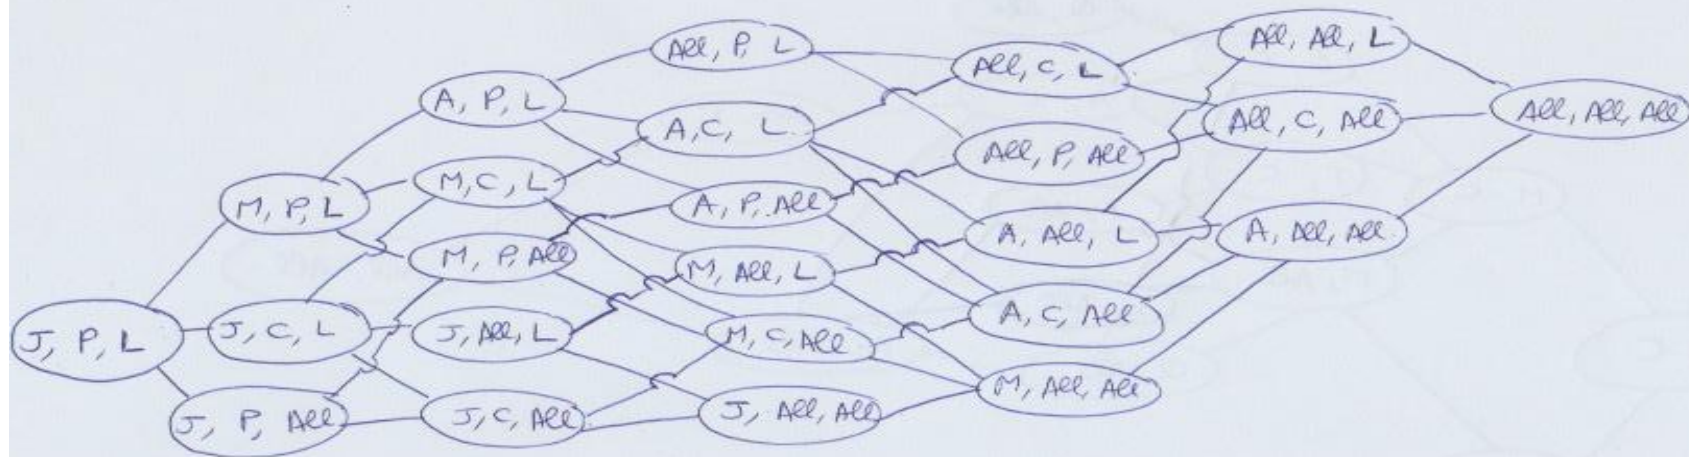 J, P, L
M, P, L
J, C, L
J, P, All
A, P, L
M, C, L
M, P, All
J, All, L
J, C, All
All, P, L
A, C, L
A, P, All
M, All, L
M, C, All
J, All, All
All, C, L
All, P, All
A, All, L
A, C, All
M, All, All
All, All, L
All, C, All
A, All, All
All, All, All